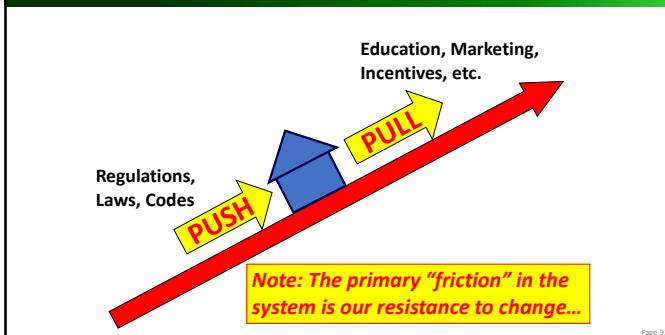 Education, Marketing,
Incentives, etc.
PULL
Regulations,
Laws, Codes
PUSH
Note: The primary “friction” in the
system is our resistance to change…
Page 9